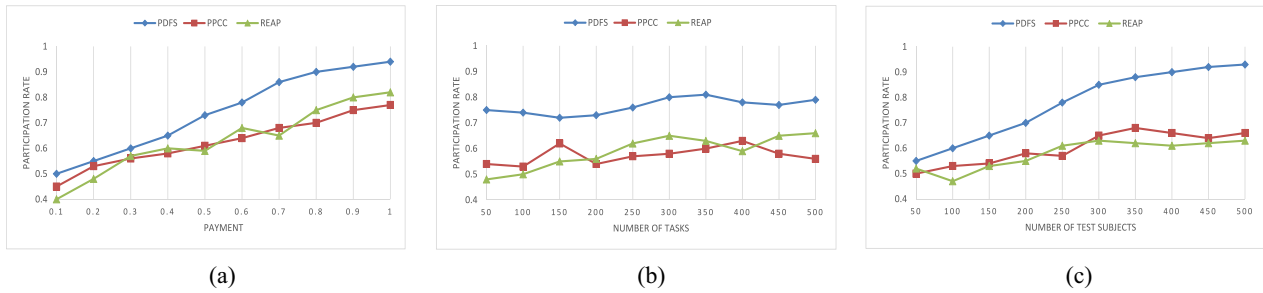 PDFS PPCC REAP
1
0.9
0.8
0.7
0.6
0.5
0.4
PARTICIPATION RATE
0.1 0.2 0.3 0.4 0.5 0.6 0.7 0.8 0.9 1
PAYMENT
(a)
PDFS PPCC REAP
1
0.9
0.8
0.7
0.6
0.5
0.4
PARTICIPATION RATE
50 100 150 200 250 300 350 400 450 500
NUMBER OF TASKS
(b)
PDFS PPCC REAP
1
0.9
0.8
0.7
0.6
0.5
0.4
PARTICIPATION RATE
50 100 150 200 250 300 350 400 450 500
NUMBER OF TEST SUBJECTS
(c)